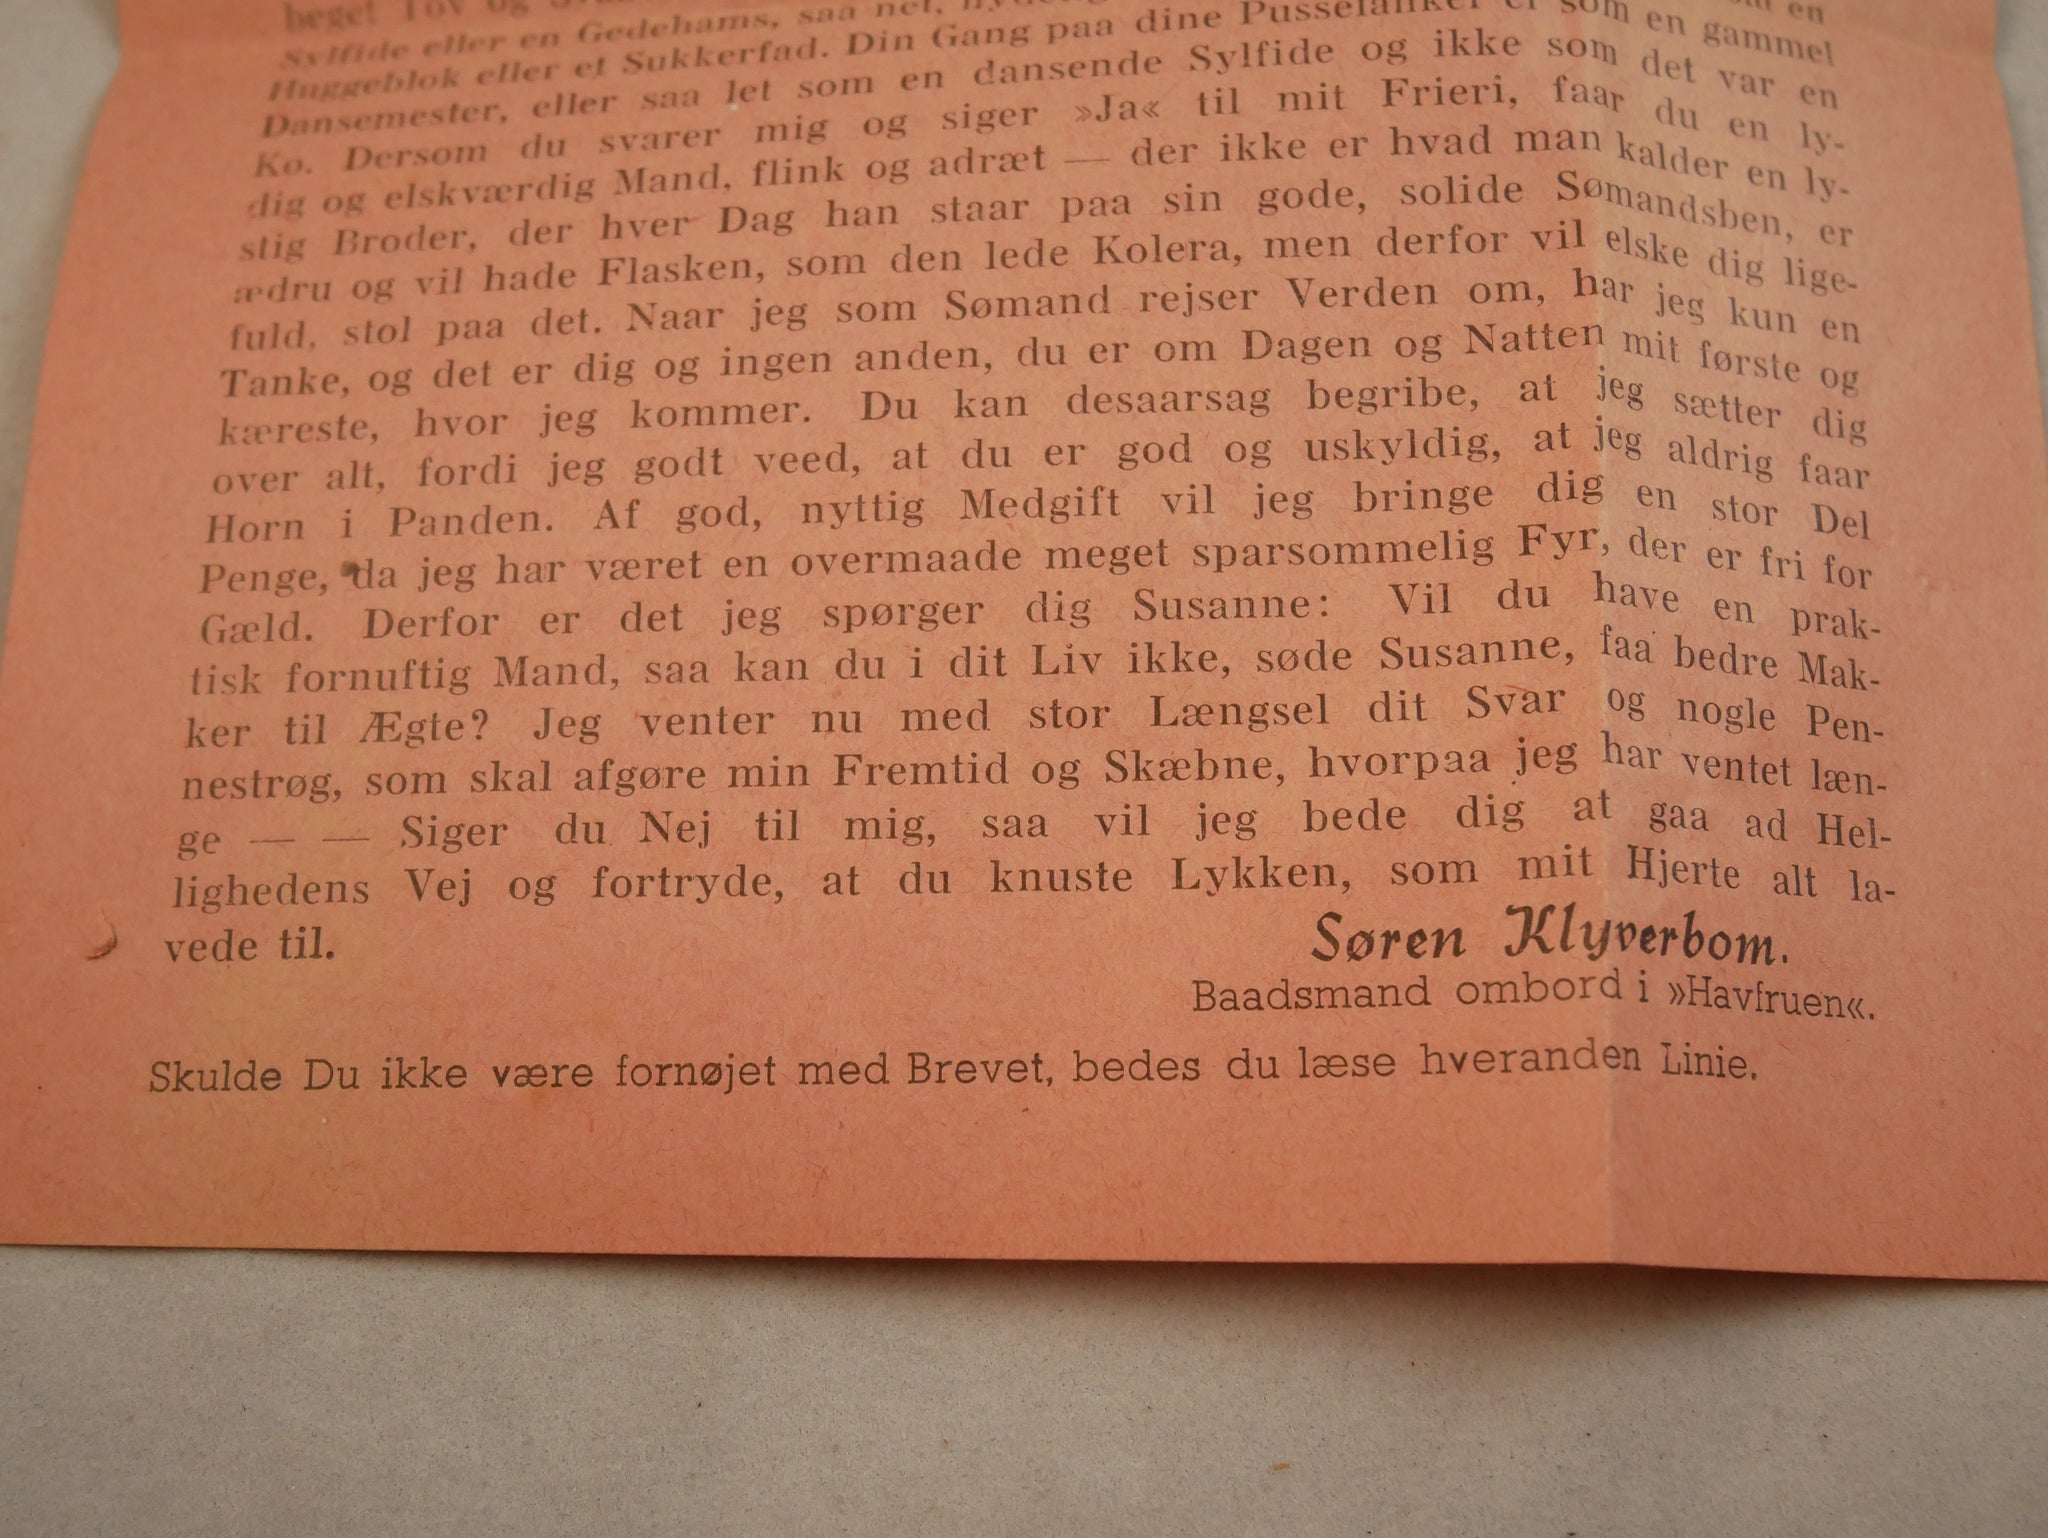 beget Tov og
Sylfide eller en Gedehams, saa net, en
Huggeblok eller et Sukkerfad. Din Gang paa dine Pusselanker er som en gammel
Dansemester, eller saa let som en dansende Sylfide og ikke som det var en
Ko. Dersom du svarer mig og siger »Ja« til mit Frieri, faar du en ly-
dig og elskværdig Mand, flink og adræt — der ikke er hvad man kalder en ly-
stig Broder, der hver Dag han staar paa sin gode, solide Sømandsben, er
ædru og vil hade Flasken, som den lede Kolera, men derfor vil elske dig lige-
fuld, stol paa det. Naar jeg som Sømand rejser Verden om, har jeg kun en
Tanke, og det er dig og ingen anden, du er om Dagen og Natten mit første og
kæreste, hvor jeg kommer. Du kan desaarsag begribe, at jeg sætter dig
over alt, fordi jeg godt veed, at du er god og uskyldig, at jeg aldrig faar
Horn i Panden. Af god, nyttig Medgift vil jeg bringe dig en stor Del
Penge, da jeg har været en overmaade meget sparsommelig Fyr, der er fri for
Gæld. Derfor er det jeg spørger dig Susanne: Vil du have en prak-
tisk fornuftig Mand, saa kan du i dit Liv ikke, søde Susanne, faa bedre Mak-
ker til Ægte? Jeg venter nu med stor Længsel dit Svar og nogle Pen-
nestrøg, som skal afgøre min Fremtid og Skæbne, hvorpaa jeg har ventet læn-
ge — — Siger du Nej til mig, saa vil jeg bede dig at gaa ad Hel-
lighedens Vej og fortryde, at du knuste Lykken, som mit Hjerte alt la-
vede til.
Søren Klyverbom.
Baadsmand ombord i »Havfruen«.
Skulde Du ikke være fornøjet med Brevet, bedes du læse hveranden Linie.